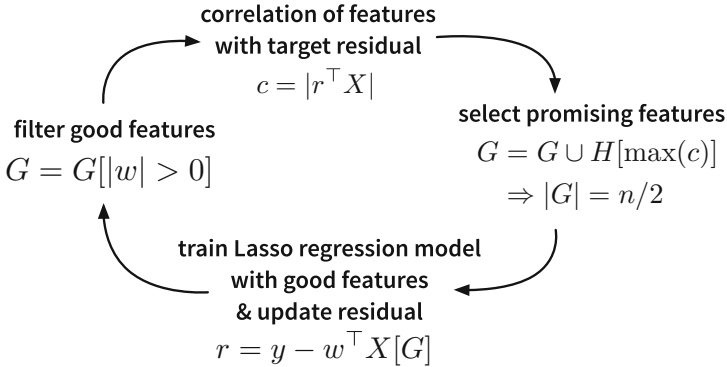 correlation of features
with target residual
c = |r⊤X|
select promising features
G = G ∪ H[max(c)]
⇒ |G| = n/2
train Lasso regression model
with good features
& update residual
r = y − w⊤X[G]
filter good features
G = G[|w| > 0]